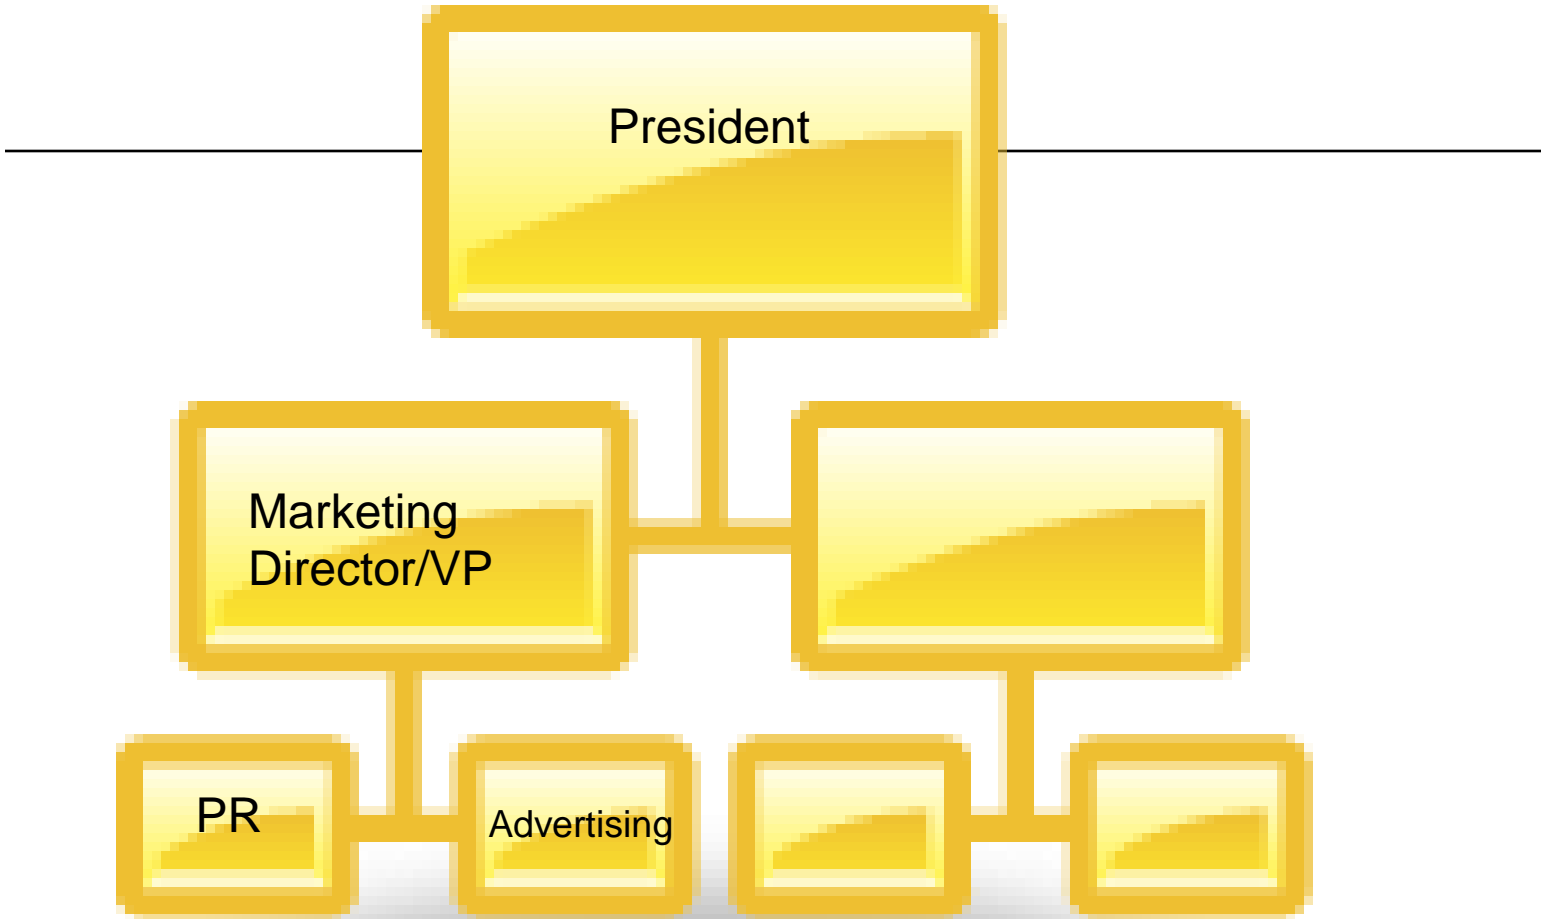 President
Marketing
Director/VP
PR
Advertising